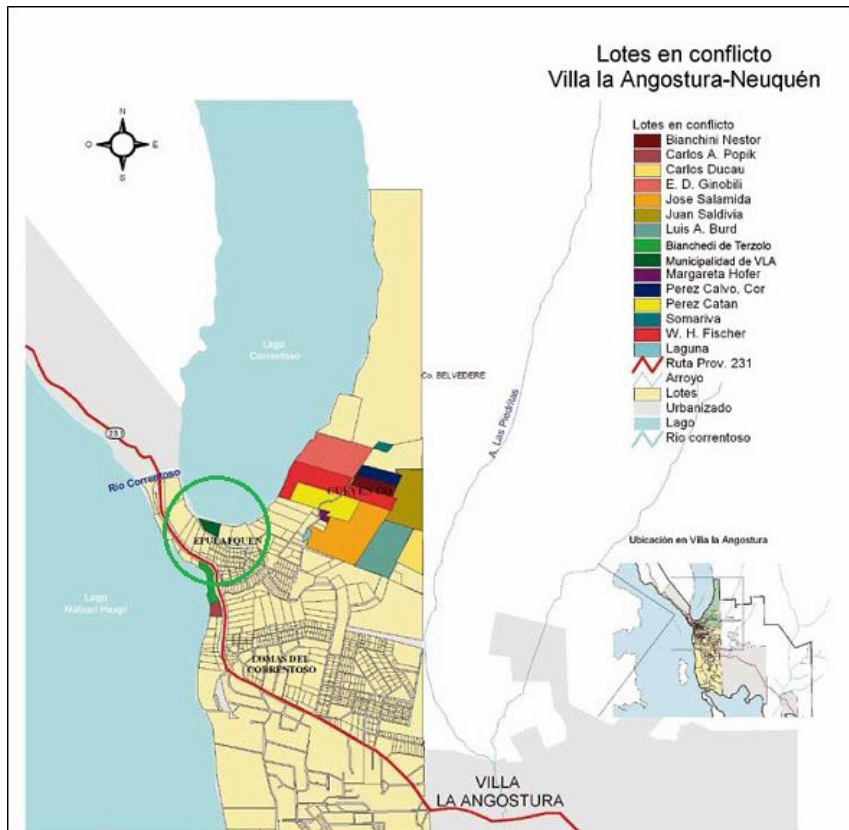 Lotes en conflicto
Villa la Angostura-Neuquén
N
O
E
S
Lotes en conflicto
Bianchini Nestor
Carlos A. Popik
Carlos Ducau
E. D. Ginobili
Jose Salamida
Juan Saldivia
Luis A. Burd
Bianchedi de Terzolo
Municipalidad de VLA
Margareta Hofer
Perez Calvo, Cor
Perez Catan
Somariva
W. H. Fischer
Laguna
Ruta Prov. 231
Arroyo
Lotes
Urbanizado
Lago
Rio correntoso
Lago
Correntoso
Co. BELVEDERE
A. Las Piedritas
231
Rio Correntoso
GUEYEN CO
EPULAFQUEN
Lago
Nahuel Huapi
LOMAS DEL
CORRENTOSO
Ubicación en Villa la Angostura
VILLA
LA ANGOSTURA